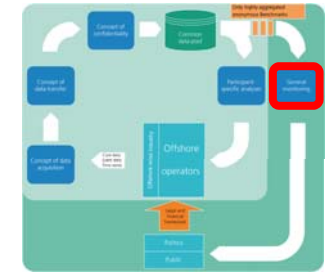 Only highly aggregated
anonymous Benchmarks
Concept of
confidentiality
Common
data pool
Concept of
data transfer
Participant
specific analyses
General
monitoring
Concept of data
acquisition
Offshore wind industry
Offshore
operators
Politics
Public